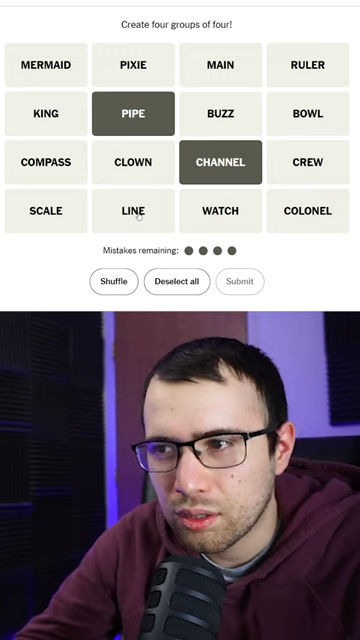 Create four groups of four!
MERMAID PIXIE MAIN RULER
KING PIPE BUZZ BOWL
COMPASS CLOWN CHANNEL CREW
SCALE LINE WATCH COLONEL
Mistakes remaining:
Shuffle Deselect all Submit